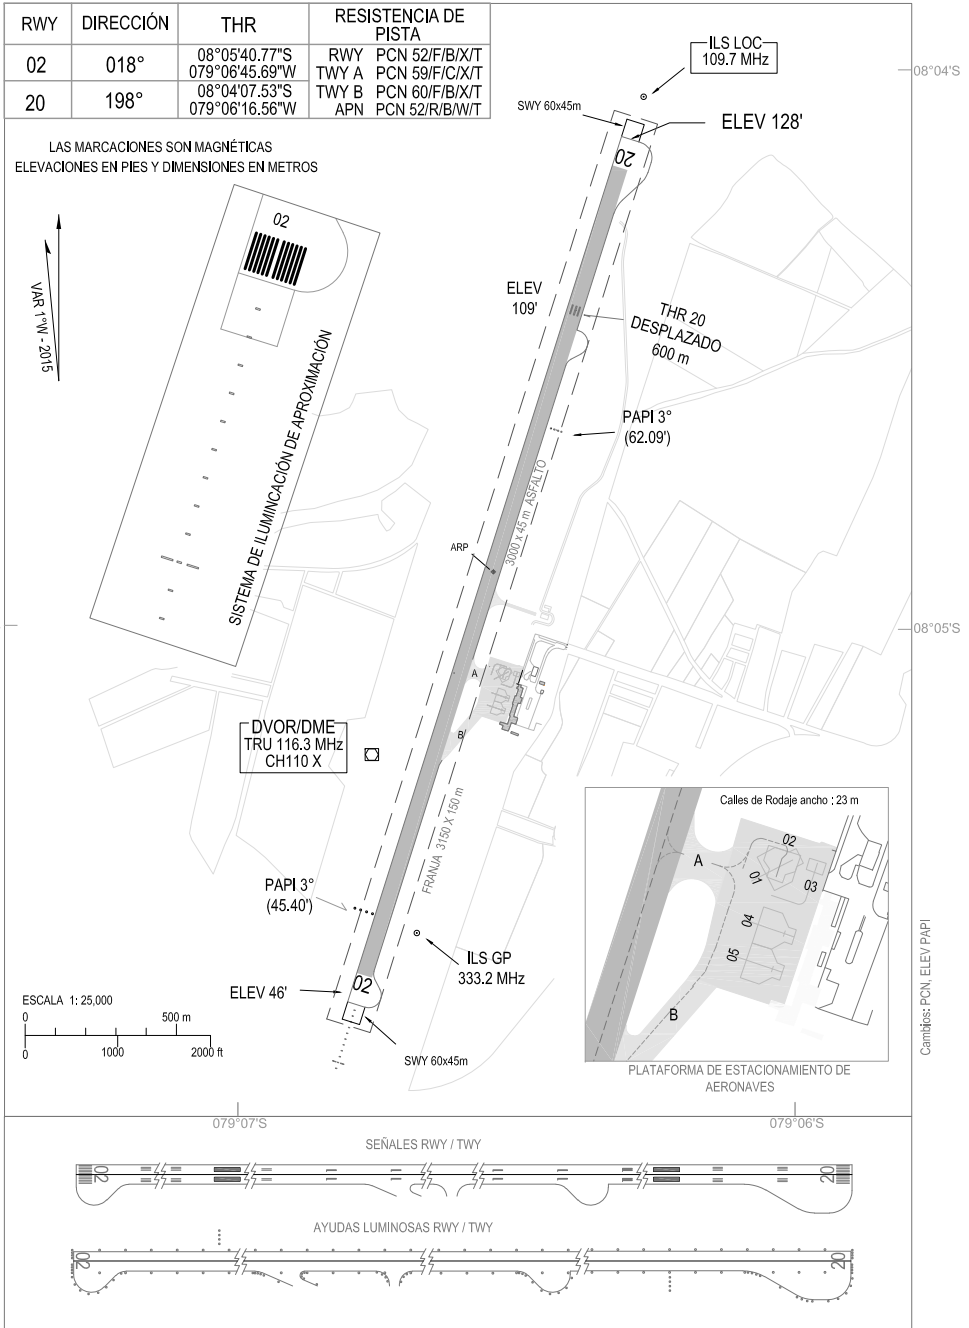 RWY DIRECCIÓN THR RESISTENCIA DE PISTA
02 018° 08°05'40.77"S 079°06'45.69"W
20 198° 08°04'07.53"S 079°06'16.56"W
RWY PCN 52/F/B/X/T
TWY A PCN 59/F/C/X/T
TWY B PCN 60/F/B/X/T
APN PCN 52/R/B/W/T
LAS MARCACIONES SON MAGNÉTICAS
ELEVACIONES EN PIES Y DIMENSIONES EN METROS
ILS LOC
109.7 MHz
08°04'S
SWY 60x45m
ELEV 128'
20
02
VAR 1°W - 2015
SISTEMA DE ILUMINCACIÓN DE APROXIMACIÓN
ELEV
109'
THR 20
DESPLAZADO
600 m
PAPI 3°
(62.09')
3000 x 45 m ASFALTO
ARP
08°05'S
A
B
DVOR/DME
TRU 116.3 MHz
CH110 X
FRANJA 3150 X 150 m
PAPI 3°
(45.40')
ILS GP
333.2 MHz
02
ELEV 46'
SWY 60x45m
ESCALA 1: 25,000
0 500 m
0 1000 2000 ft
Calles de Rodaje ancho : 23 m
A
02
01
03
04
05
B
PLATAFORMA DE ESTACIONAMIENTO DE
AERONAVES
Cambios: PCN, ELEV PAPI
079°07'S
079°06'S
SEÑALES RWY / TWY
02
20
AYUDAS LUMINOSAS RWY / TWY
02
20